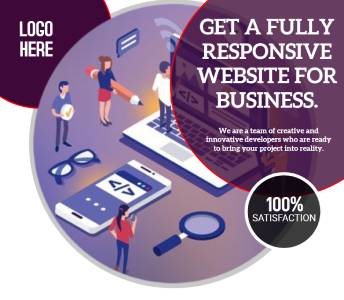 LOGO
HERE
GET A FULLY
RESPONSIVE
WEBSITE FOR
BUSINESS.
We are a team of creative and
innovative developers who are ready
to bring your project into reality.
</>
</>
100%
SATISFACTION